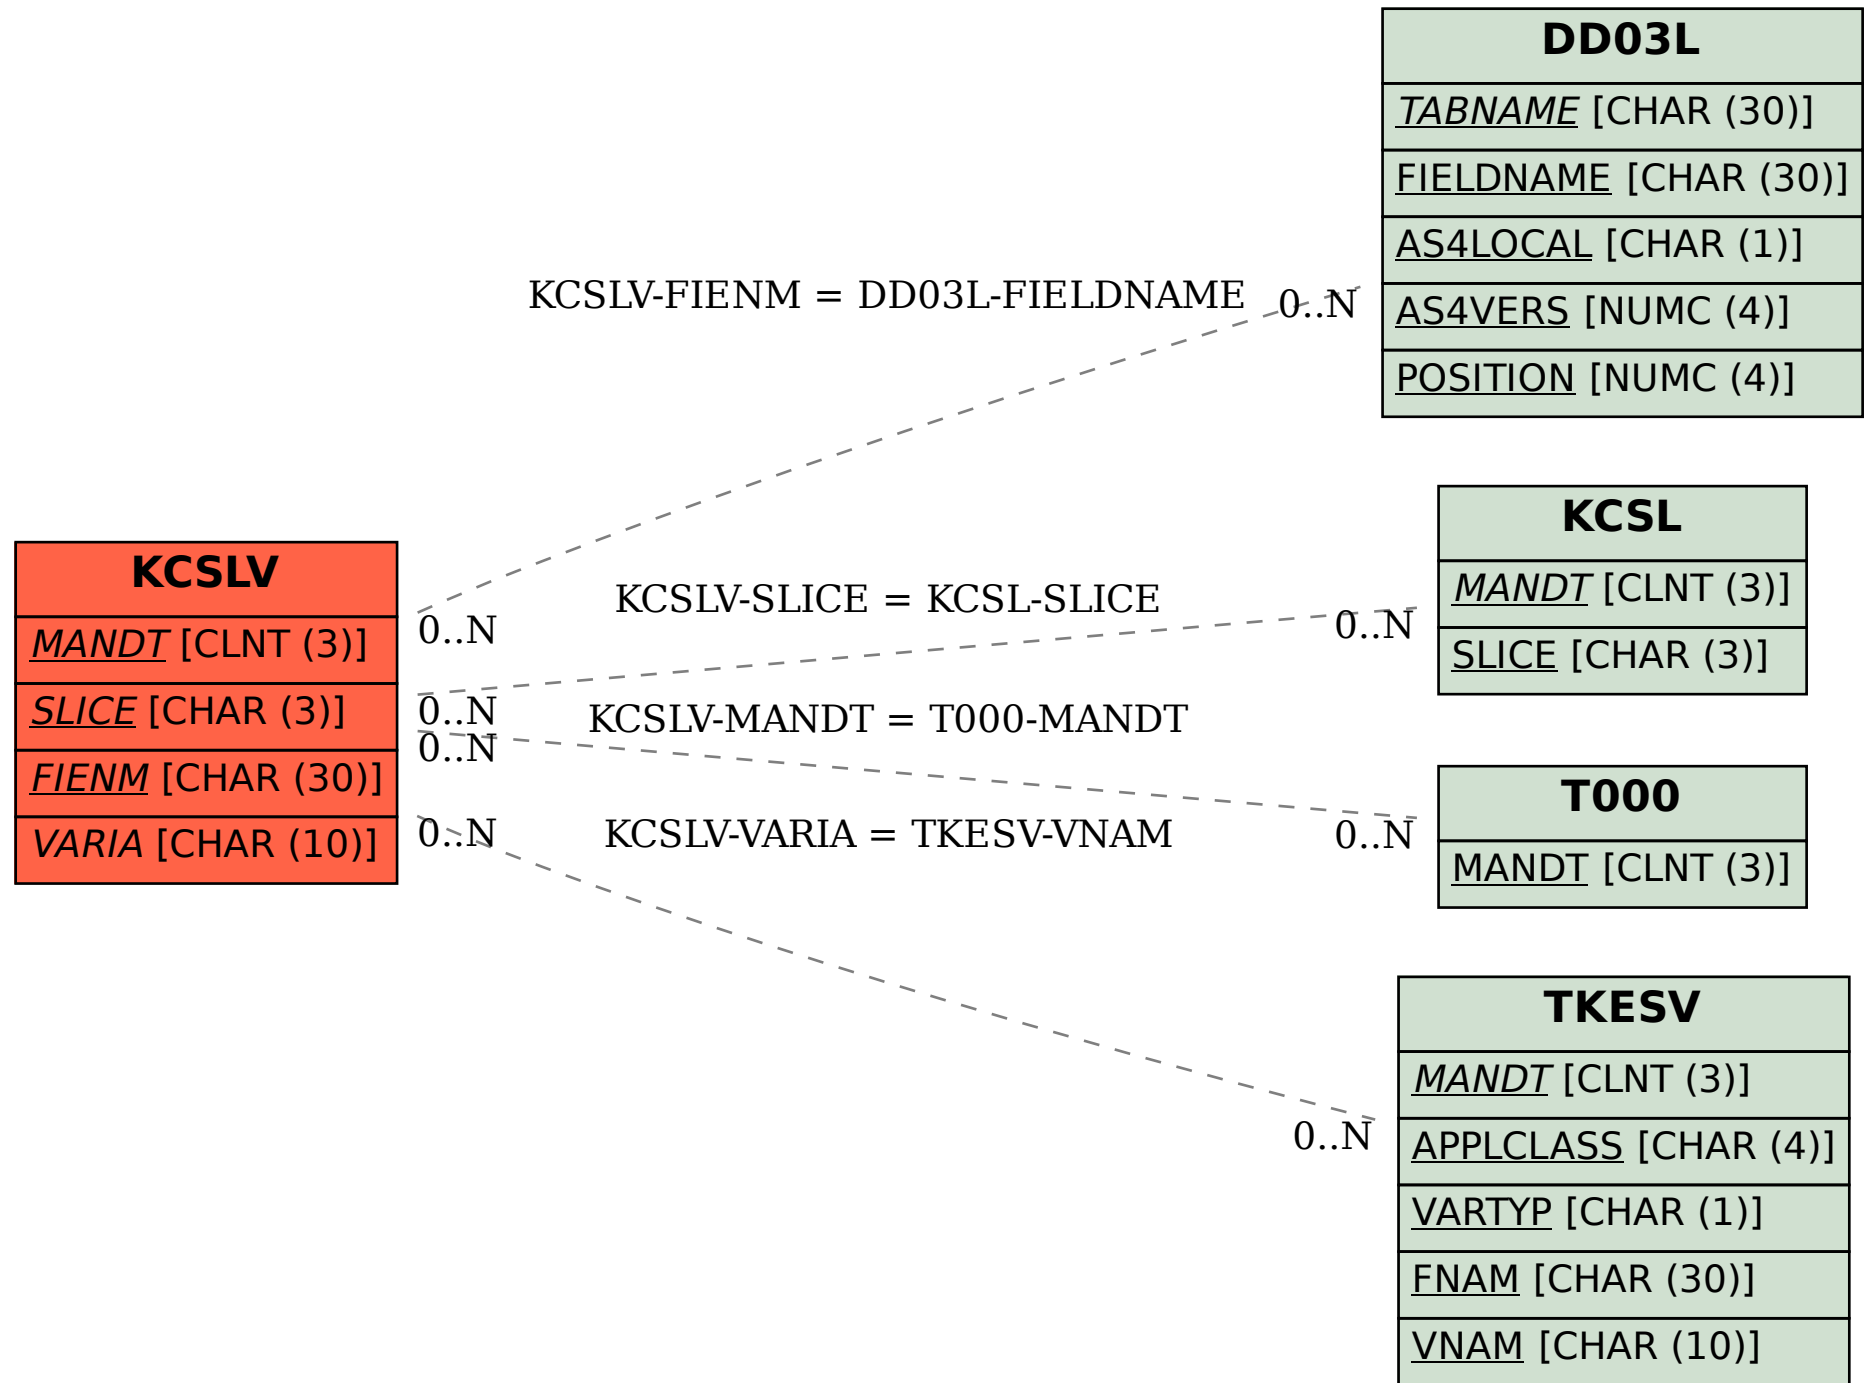 DD03L
TABNAME [CHAR (30)]
FIELDNAME [CHAR (30)]
AS4LOCAL [CHAR (1)]
AS4VERS [NUMC (4)]
POSITION [NUMC (4)]
KCSLV-FIENM = DD03L-FIELDNAME
0..N
KCSL
MANDT [CLNT (3)]
SLICE [CHAR (3)]
KCSLV
MANDT [CLNT (3)]
SLICE [CHAR (3)]
FIENM [CHAR (30)]
VARIA [CHAR (10)]
0..N
KCSLV-SLICE = KCSL-SLICE
0..N
0..N
KCSLV-MANDT = T000-MANDT
0..N
0..N
KCSLV-VARIA = TKESV-VNAM
0..N
T000
MANDT [CLNT (3)]
0..N
TKESV
MANDT [CLNT (3)]
APPLCLASS [CHAR (4)]
VARTYP [CHAR (1)]
FNAM [CHAR (30)]
VNAM [CHAR (10)]